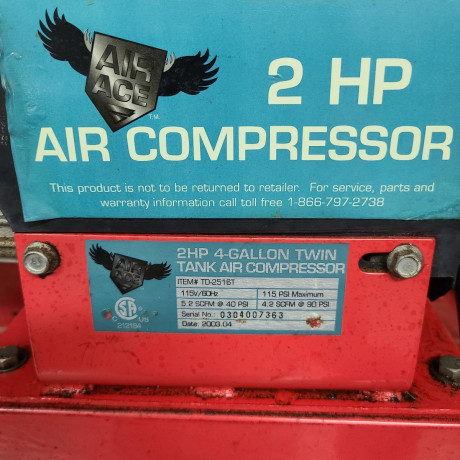 AIR
ACE
T.M.
2 HP
AIR COMPRESSOR
This product is not to be returned to retailer. For service, parts and
warranty information call toll free 1-866-797-2738
2HP 4-GALLON TWIN
TANK AIR COMPRESSOR
ITEM# TD-2516T
115V/60Hz 115 PSI Maximum
5.2 SCFM @ 40 PSI 4.2 SCFM @ 90 PSI
Serial No.: 0304007363
Date: 2003.04